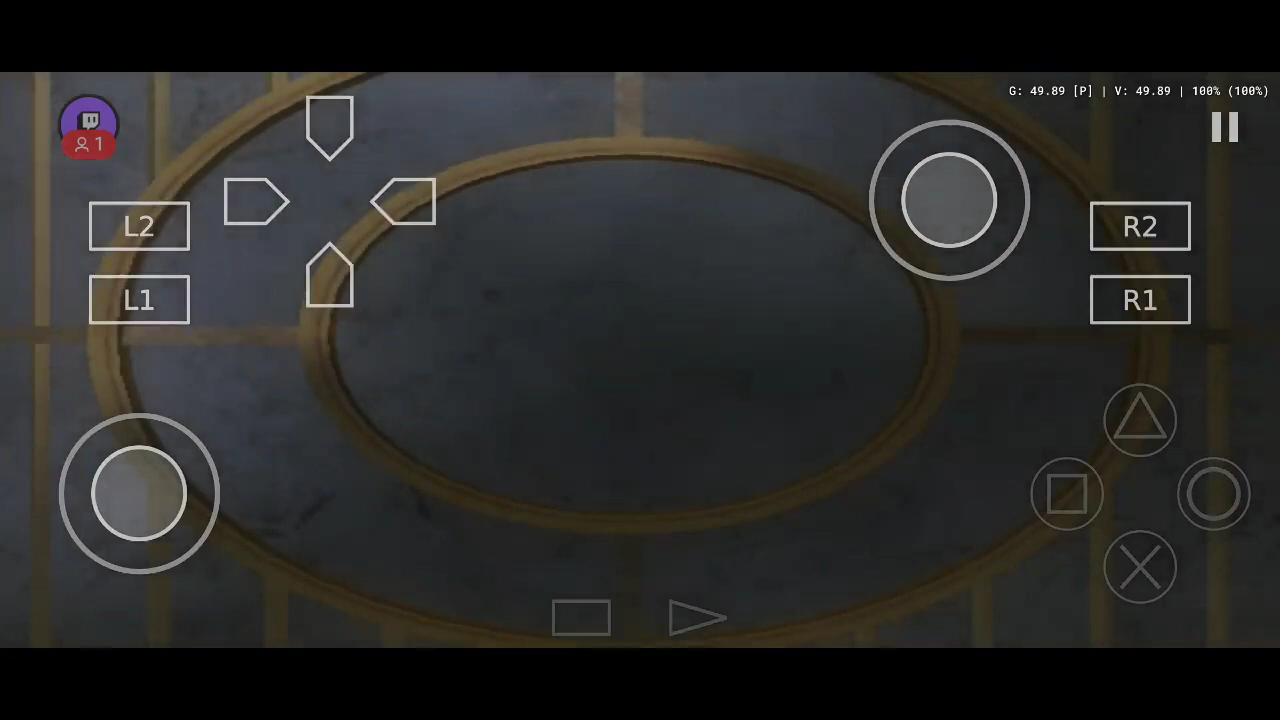 G: 49.89 [P] | V: 49.89 | 100% (100%)
1
L2
R2
L1
R1